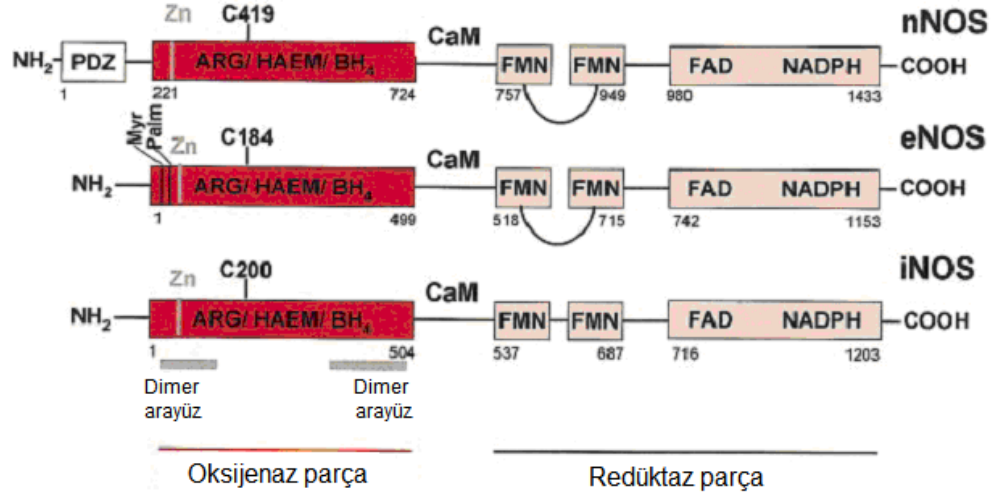 Zn C419 CaM nNOS
NH2 PDZ ARG/ HAEM/ BH4 FMN FMN FAD NADPH COOH
1 221 724 757 949 980 1433
Myr Palm Zn C184 CaM eNOS
NH2 ARG/ HAEM/ BH4 FMN FMN FAD NADPH COOH
1 499 518 715 742 1153
Zn C200 CaM iNOS
NH2 ARG/ HAEM/ BH4 FMN FMN FAD NADPH COOH
1 504 537 687 716 1203
Dimer Dimer
arayüz arayüz
Oksijenaz parça Redüktaz parça